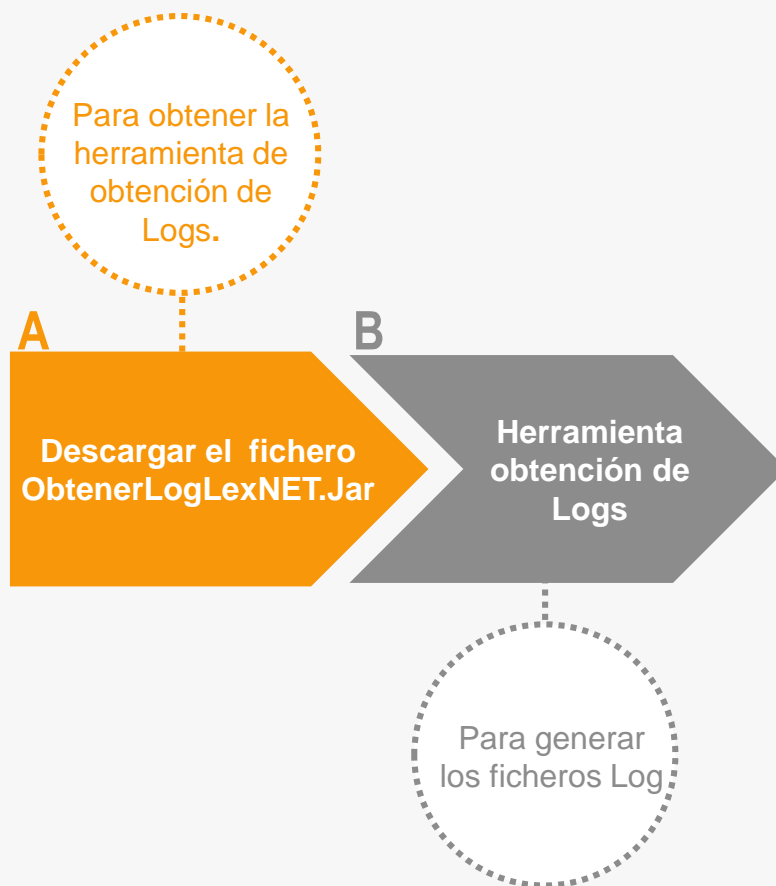 Para obtener la
herramienta de
obtención de
Logs.
A
Descargar el fichero
ObtenerLogLexNET.Jar
B
Herramienta
obtención de
Logs
Para generar
los ficheros Log